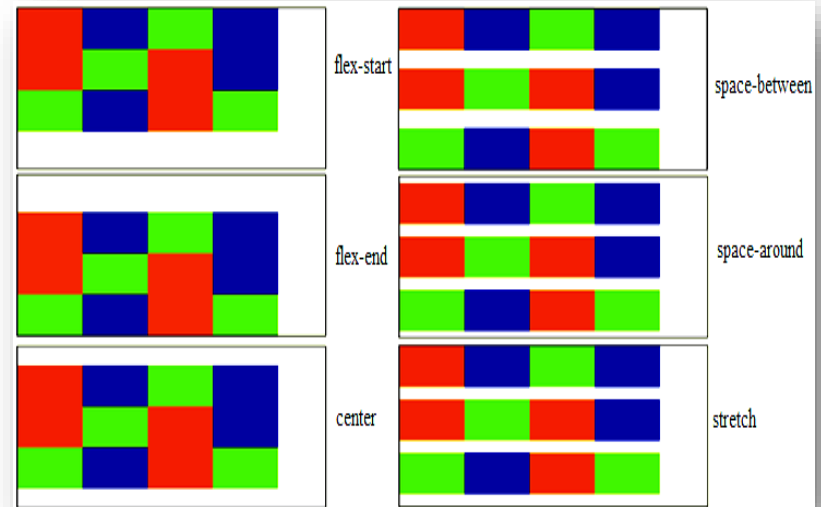 flex-start
space-between
flex-end
space-around
center
stretch